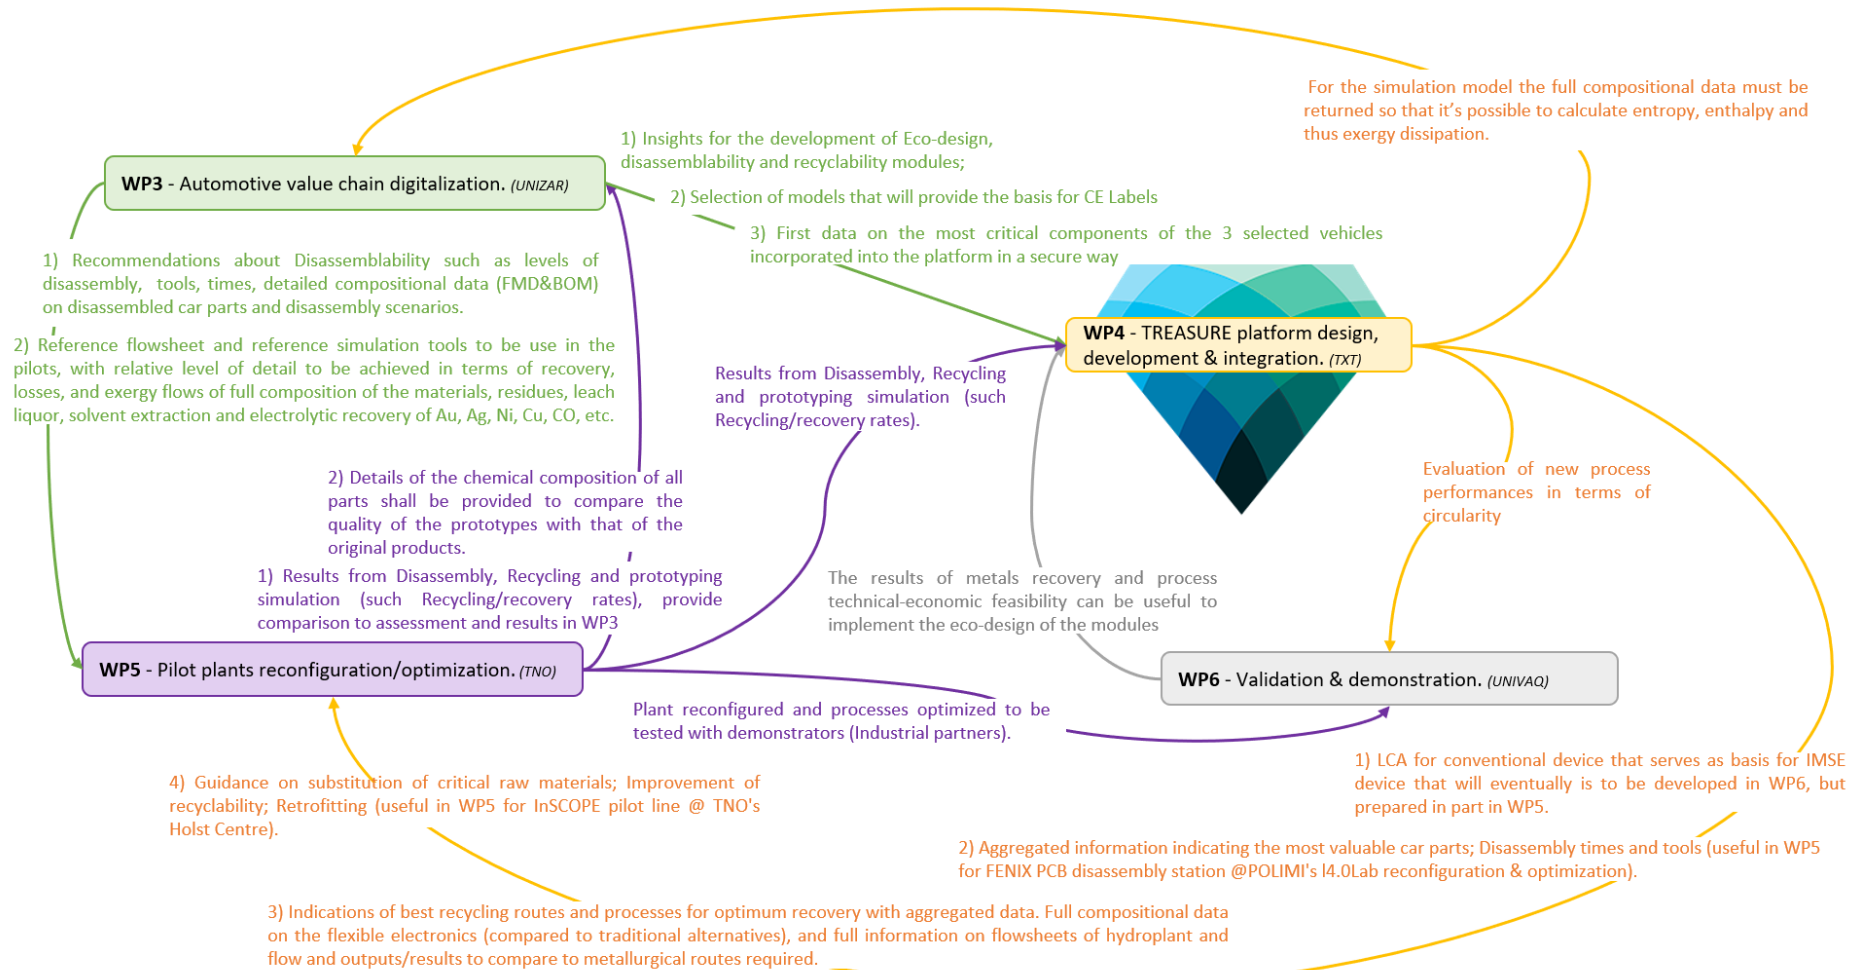 For the simulation model the full compositional data must be
returned so that it's possible to calculate entropy, enthalpy and
thus exergy dissipation.
1) Insights for the development of Eco-design,
disassemblability and recyclability modules;
WP3 - Automotive value chain digitalization. (UNIZAR)
2) Selection of models that will provide the basis for CE Labels
3) First data on the most critical components of the 3 selected vehicles
incorporated into the platform in a secure way
1) Recommendations about Disassemblability such as levels of
disassembly, tools, times, detailed compositional data (FMD&BOM)
on disassembled car parts and disassembly scenarios.
2) Reference flowsheet and reference simulation tools to be use in the
pilots, with relative level of detail to be achieved in terms of recovery,
losses, and exergy flows of full composition of the materials, residues, leach
liquor, solvent extraction and electrolytic recovery of Au, Ag, Ni, Cu, CO, etc.
WP4 - TREASURE platform design,
development & integration. (TXT)
Results from Disassembly, Recycling
and prototyping simulation (such
Recycling/recovery rates).
Evaluation of new process
performances in terms of
circularity
2) Details of the chemical composition of all
parts shall be provided to compare the
quality of the prototypes with that of the
original products.
1) Results from Disassembly, Recycling and prototyping
simulation (such Recycling/recovery rates), provide
comparison to assessment and results in WP3
The results of metals recovery and process
technical-economic feasibility can be useful to
implement the eco-design of the modules
WP5 - Pilot plants reconfiguration/optimization. (TNO)
WP6 - Validation & demonstration. (UNIVAQ)
Plant reconfigured and processes optimized to be
tested with demonstrators (Industrial partners).
1) LCA for conventional device that serves as basis for IMSE
device that will eventually is to be developed in WP6, but
prepared in part in WP5.
4) Guidance on substitution of critical raw materials; Improvement of
recyclability; Retrofitting (useful in WP5 for InSCOPE pilot line @ TNO's
Holst Centre).
2) Aggregated information indicating the most valuable car parts; Disassembly times and tools (useful in WP5
for FENIX PCB disassembly station @POLIMI's I4.0Lab reconfiguration & optimization).
3) Indications of best recycling routes and processes for optimum recovery with aggregated data. Full compositional data
on the flexible electronics (compared to traditional alternatives), and full information on flowsheets of hydroplant and
flow and outputs/results to compare to metallurgical routes required.